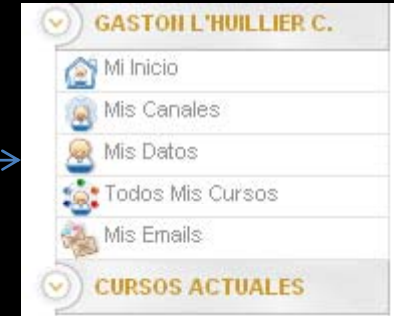 GASTON L'HUILLIER C.
Mi Inicio
Mis Canales
Mis Datos
Todos Mis Cursos
Mis Emails
CURSOS ACTUALES